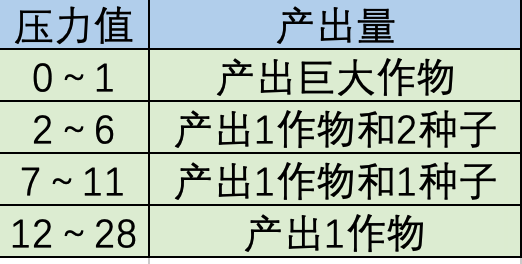 压力值 产出量
0 ~ 1 产出巨大作物
2 ~ 6 产出1作物和2种子
7 ~ 11 产出1作物和1种子
12 ~ 28 产出1作物